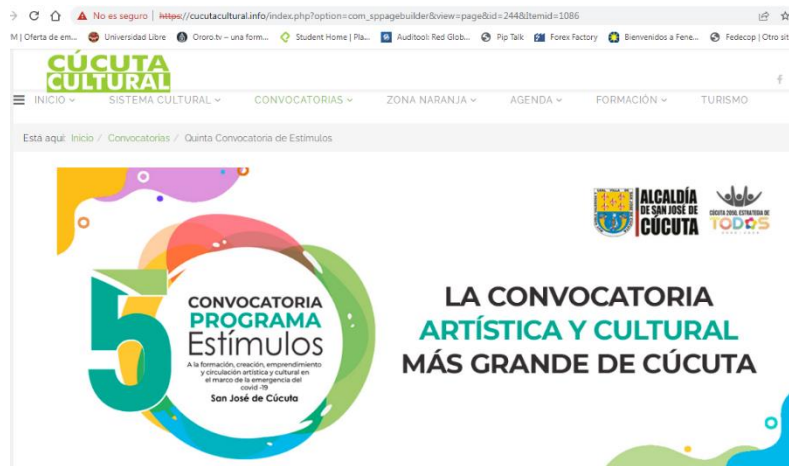 No es seguro | https://cucutacultural.info/index.php?option=com_sppagebuilder&view=page&id=244&Itemid=1086
M | Oferta de em... Universidad Libre Ororo.tv – una form... Student Home | Pla... Auditool: Red Glob... Pip Talk Forex Factory Bienvenidos a Fene... Fedecop | Otro sit
CÚCUTA
CULTURAL
INICIO SISTEMA CULTURAL CONVOCATORIAS ZONA NARANJA AGENDA FORMACIÓN TURISMO
Está aquí: Inicio / Convocatorias / Quinta Convocatoria de Estímulos
ALCALDÍA
DE SAN JOSÉ DE
CÚCUTA
CÚCUTA 2050, ESTRATEGIA DE
TODOS
5
CONVOCATORIA
PROGRAMA
Estímulos
A la formación, creación, emprendimiento
y circulación artística y cultural en
el marco de la emergencia del
covid -19
San José de Cúcuta
LA CONVOCATORIA
ARTÍSTICA Y CULTURAL
MÁS GRANDE DE CÚCUTA